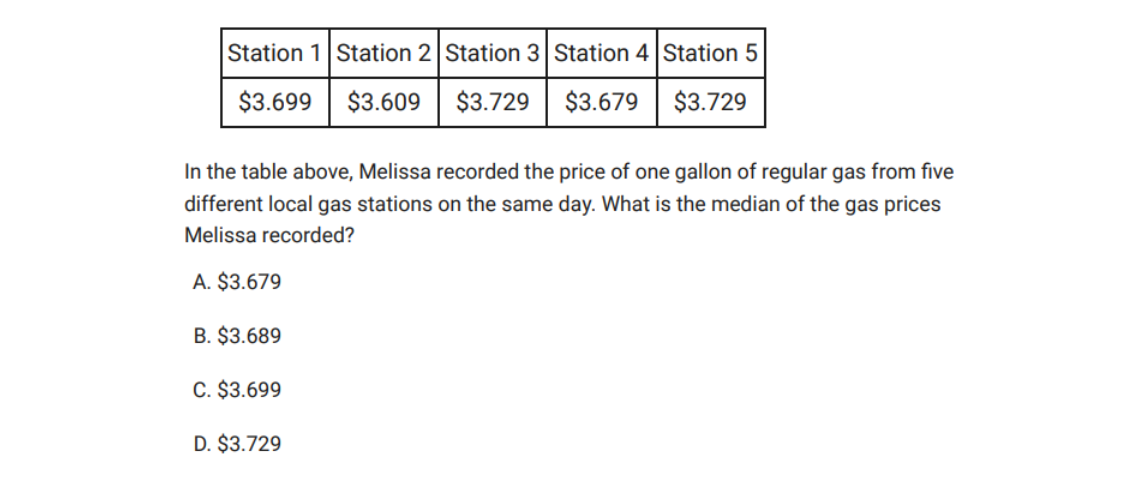 Station 1 Station 2 Station 3 Station 4 Station 5
$3.699 $3.609 $3.729 $3.679 $3.729
In the table above, Melissa recorded the price of one gallon of regular gas from five
different local gas stations on the same day. What is the median of the gas prices
Melissa recorded?
A. $3.679
B. $3.689
C. $3.699
D. $3.729